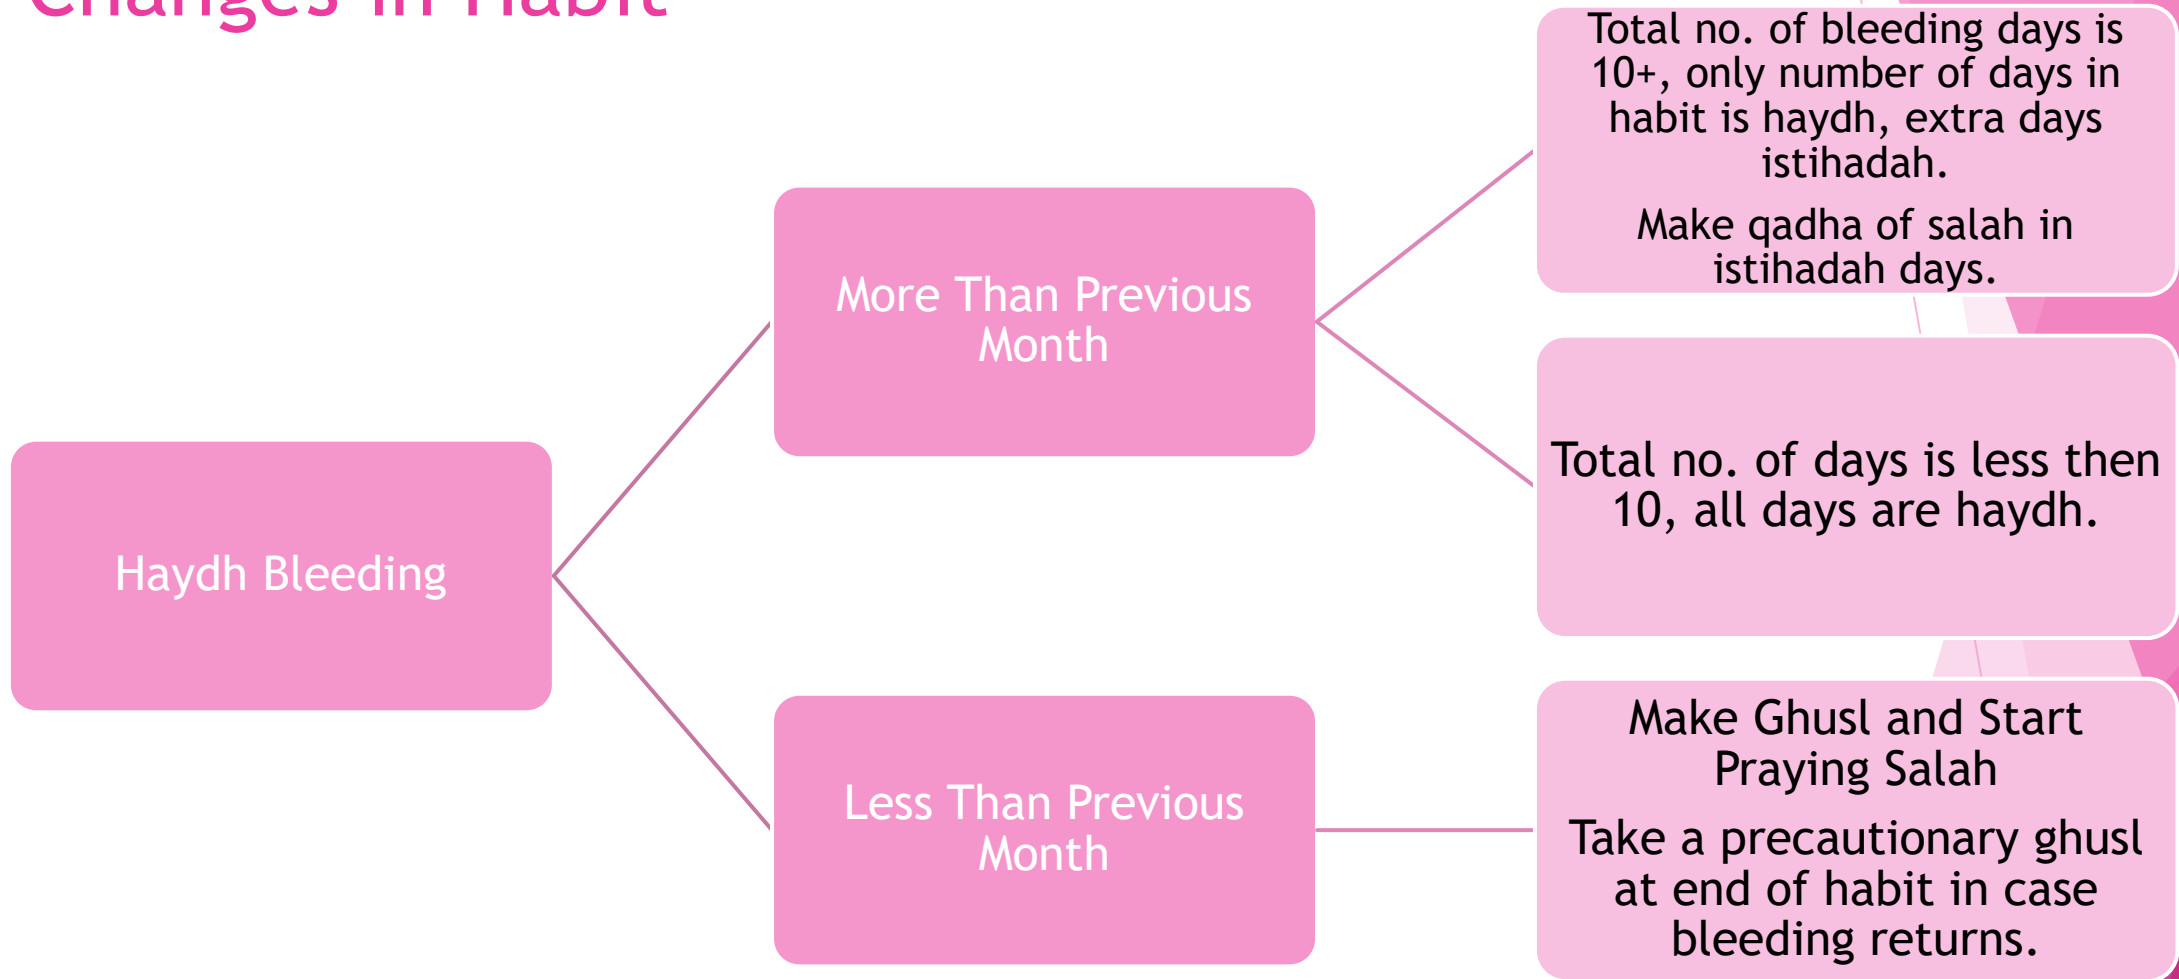 Changes in Habit
Haydh Bleeding
More Than Previous
Month
Total no. of bleeding days is
10+, only number of days in
habit is haydh, extra days
istihadah.
Make qadha of salah in
istihadah days.
Total no. of days is less then
10, all days are haydh.
Less Than Previous
Month
Make Ghusl and Start
Praying Salah
Take a precautionary ghusl
at end of habit in case
bleeding returns.